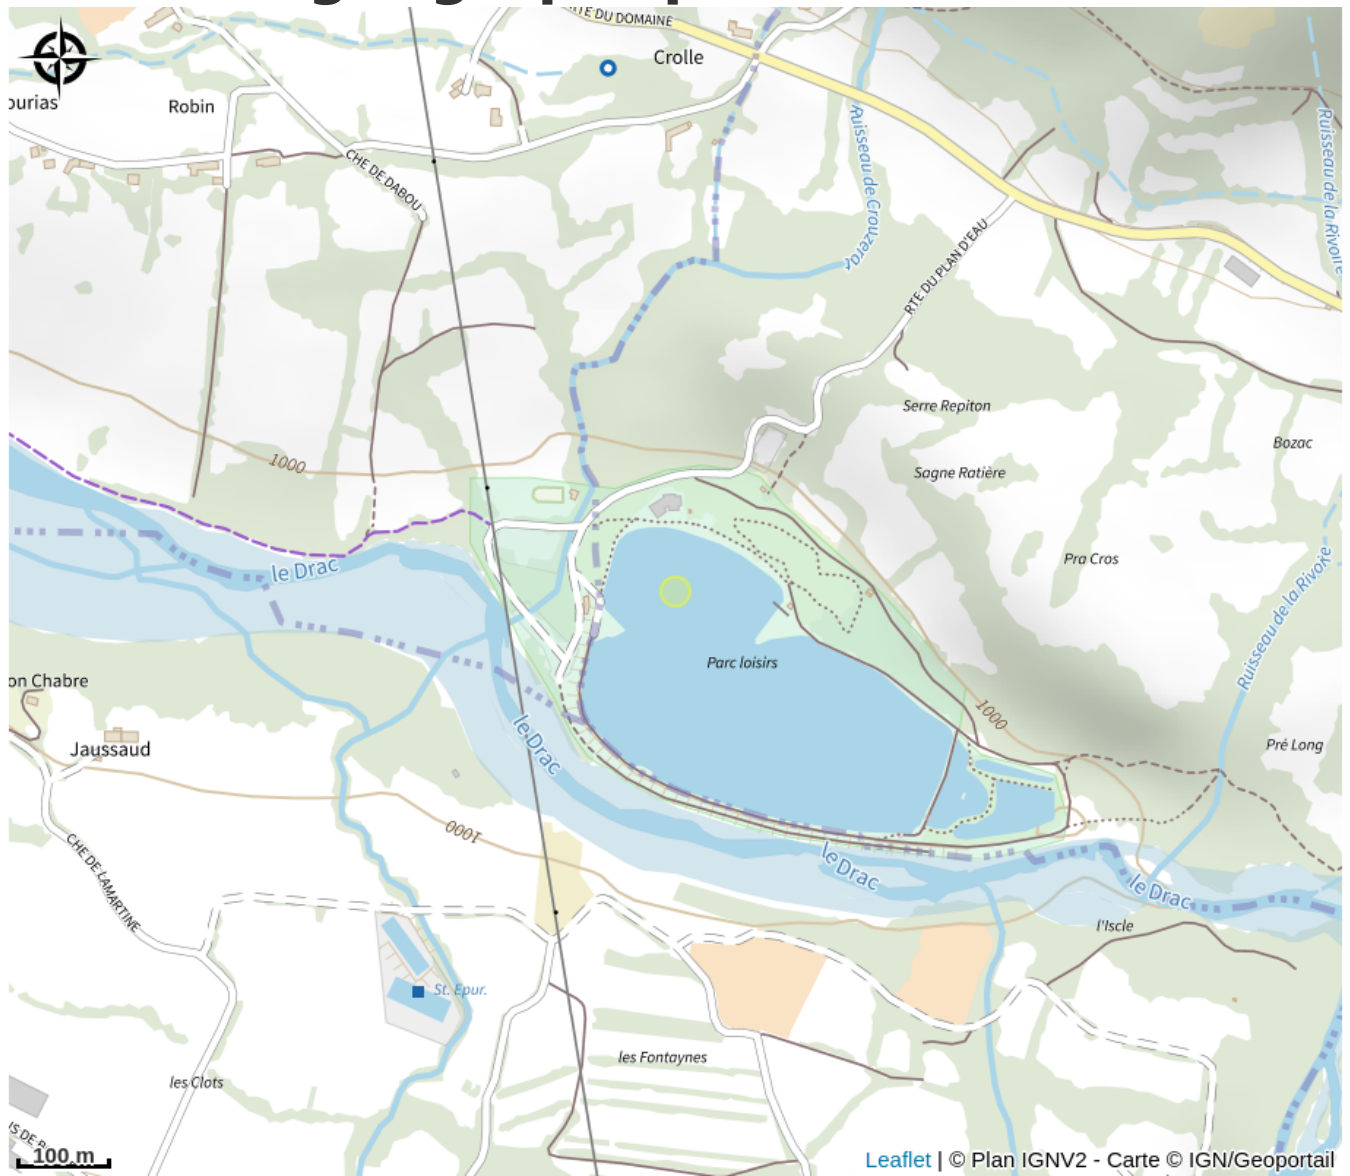 RTE DU DOMAINE
Crolle
ourias
Robin
CHE DE DABOU
Ruisseau de Crouzerat
Ruisseau de la Rivoire
RTE DU PLAN D'EAU
Serre Repiton
Bozac
1000
Sagne Ratière
Pra Cros
le Drac
Ruisseau de la Rivoire
Parc loisirs
on Chabre
1000
Jaussaud
le Drac
Pré Long
1000
CHE DE LAMARTINE
le Drac
le Drac
l'Iscle
St. Epur.
les Fontaynes
les Clots
100 m
Leaflet | © Plan IGNV2 - Carte © IGN/Geoportail